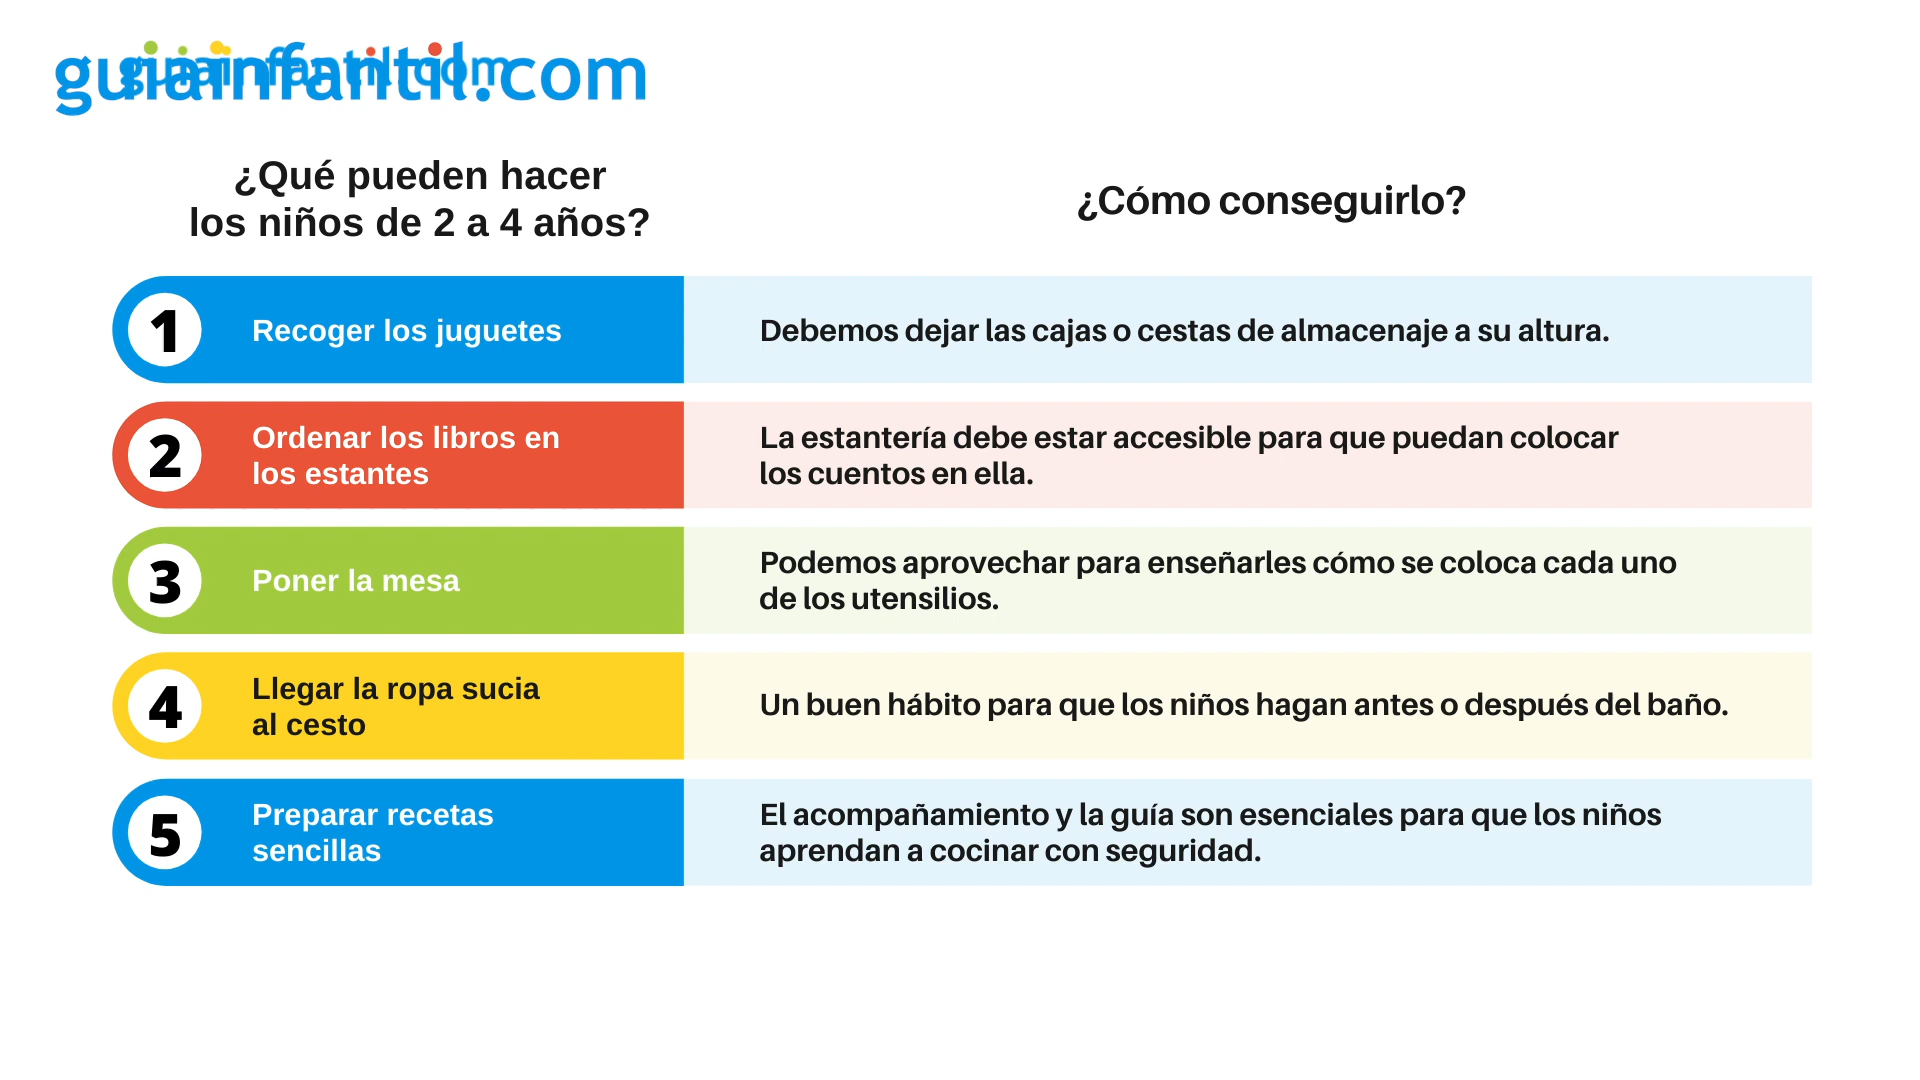 guiainfantil.com
guiainfantil.com
¿Qué pueden hacer
los niños de 2 a 4 años?
¿Cómo conseguirlo?
1
Recoger los juguetes
Debemos dejar las cajas o cestas de almacenaje a su altura.
2
Ordenar los libros en
los estantes
La estantería debe estar accesible para que puedan colocar
los cuentos en ella.
3
Poner la mesa
Podemos aprovechar para enseñarles cómo se coloca cada uno
de los utensilios.
4
Llegar la ropa sucia
al cesto
Un buen hábito para que los niños hagan antes o después del baño.
5
Preparar recetas
sencillas
El acompañamiento y la guía son esenciales para que los niños
aprendan a cocinar con seguridad.